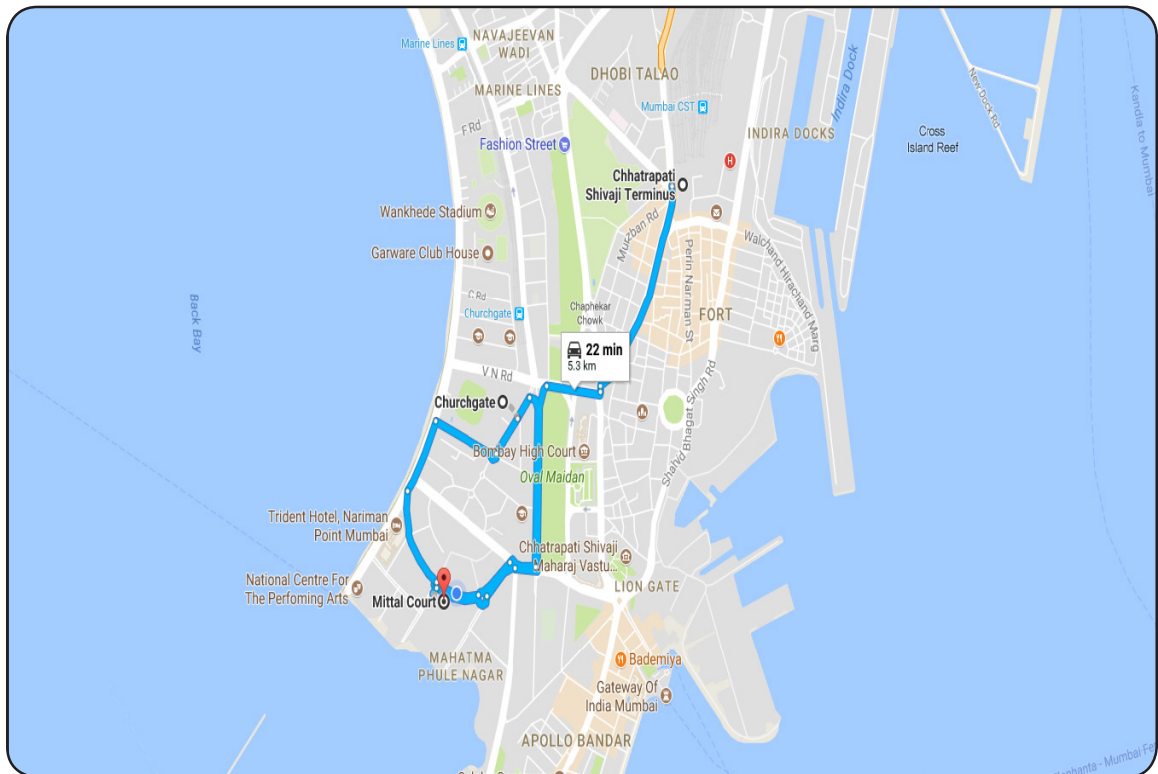 NAVAJEEVAN
WADI
Marine Lines
DHOBI TALAO
MARINE LINES
Mumbai CST
Indira Dock
New Dock Rd
Kandla to Mumbai
F Rd
Fashion Street
INDIRA DOCKS
Cross
Island Reef
H
Chhatrapati
Shivaji Terminus
Wankhede Stadium
Murzban Rd
Garware Club House
Perin Narman St
Walchand Hirachand Marg
C Rd
Churchgate
Chaphekar
Chowk
FORT
Back Bay
22 min
5.3 km
V N Rd
Churchgate
Shahid Bhagat Singh Rd
Bombay High Court
Oval Maidan
Trident Hotel, Nariman
Point Mumbai
Chhatrapati Shivaji
Maharaj Vastu...
National Centre For
The Perfoming Arts
LION GATE
Mittal Court
MAHATMA
PHULE NAGAR
Bademiya
Gateway Of
India Mumbai
APOLLO BANDAR